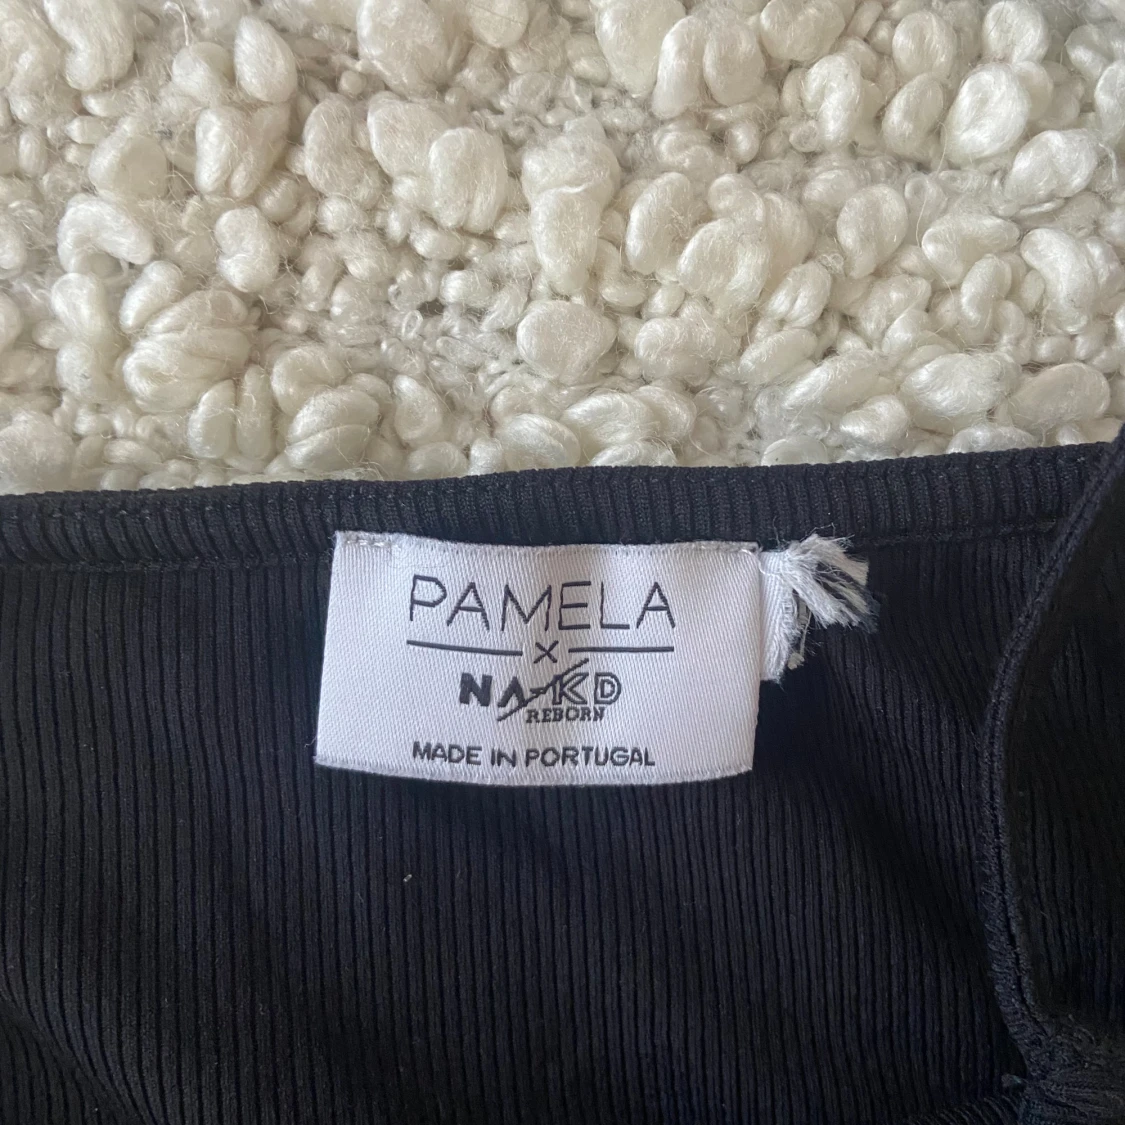 PAMELA
X
NA-KD
REBORN
MADE IN PORTUGAL